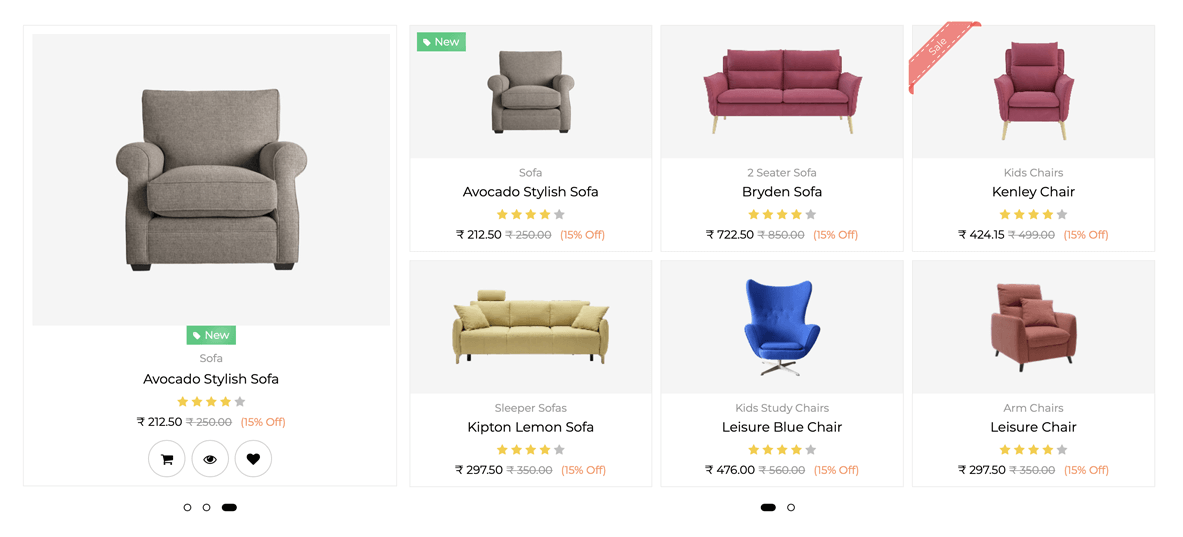 New
Sofa
Avocado Stylish Sofa
₹ 212.50 ₹ 250.00 (15% Off)
New
Sofa
Avocado Stylish Sofa
₹ 212.50 ₹ 250.00 (15% Off)
2 Seater Sofa
Bryden Sofa
₹ 722.50 ₹ 850.00 (15% Off)
Sale
Kids Chairs
Kenley Chair
₹ 424.15 ₹ 499.00 (15% Off)
Sleeper Sofas
Kipton Lemon Sofa
₹ 297.50 ₹ 350.00 (15% Off)
Kids Study Chairs
Leisure Blue Chair
₹ 476.00 ₹ 560.00 (15% Off)
Arm Chairs
Leisure Chair
₹ 297.50 ₹ 350.00 (15% Off)